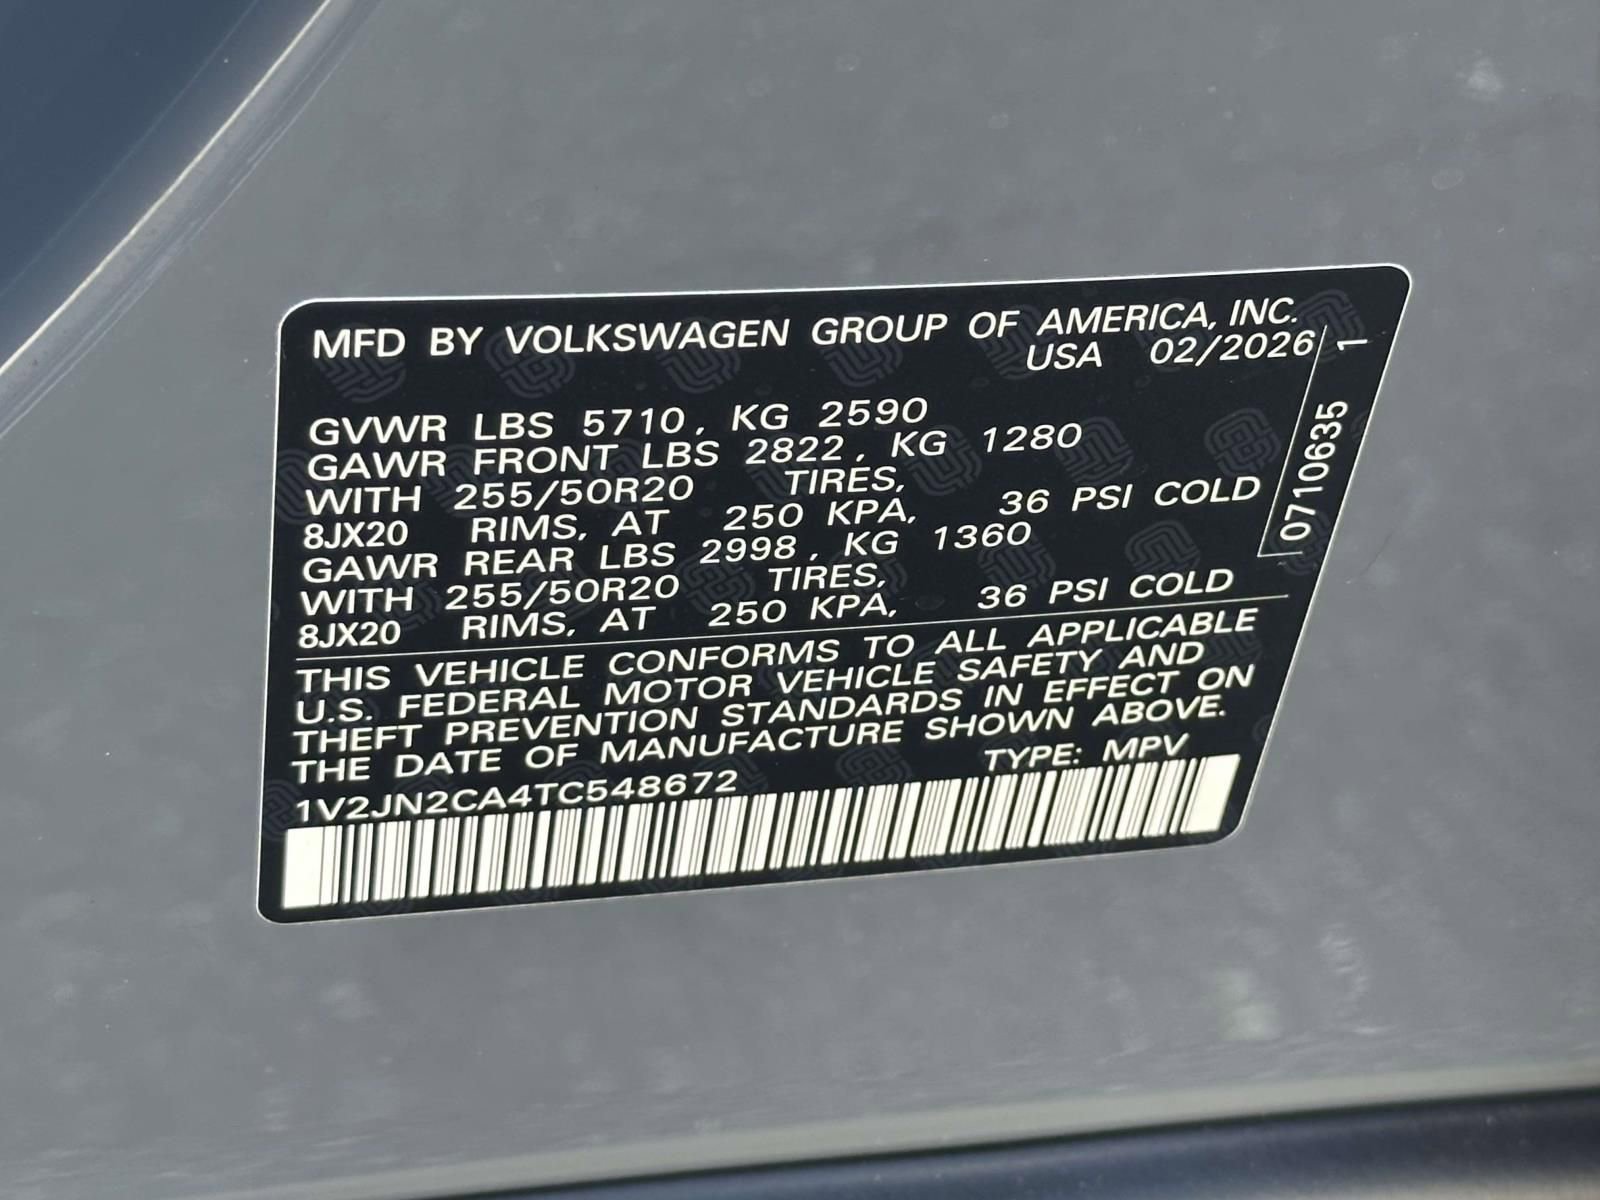 MFD BY VOLKSWAGEN GROUP OF AMERICA, INC.
USA 02/2026
GVWR LBS 5710, KG 2590
GAWR FRONT LBS 2822, KG 1280
WITH 255/50R20 TIRES,
8JX20 RIMS, AT 250 KPA, 36 PSI COLD
GAWR REAR LBS 2998, KG 1360
WITH 255/50R20 TIRES,
8JX20 RIMS, AT 250 KPA, 36 PSI COLD
THIS VEHICLE CONFORMS TO ALL APPLICABLE
U.S. FEDERAL MOTOR VEHICLE SAFETY AND
THEFT PREVENTION STANDARDS IN EFFECT ON
THE DATE OF MANUFACTURE SHOWN ABOVE.
TYPE: MPV
1V2JN2CA4TC548672
0710635 1